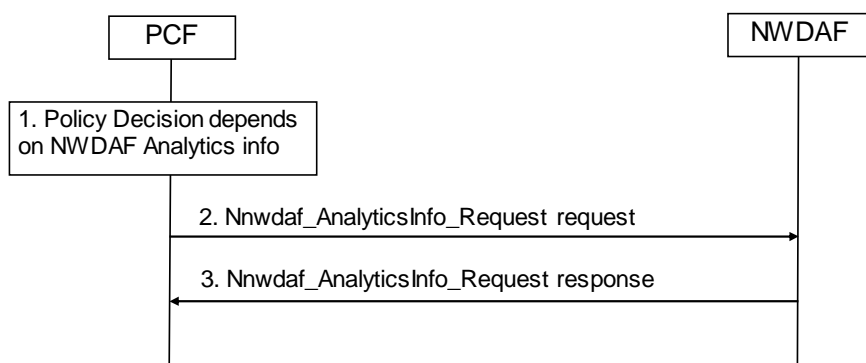 PCF
NWDAF
1. Policy Decision depends
on NWDAF Analytics info
2. Nnwdaf_AnalyticsInfo_Request request
3. Nnwdaf_AnalyticsInfo_Request response